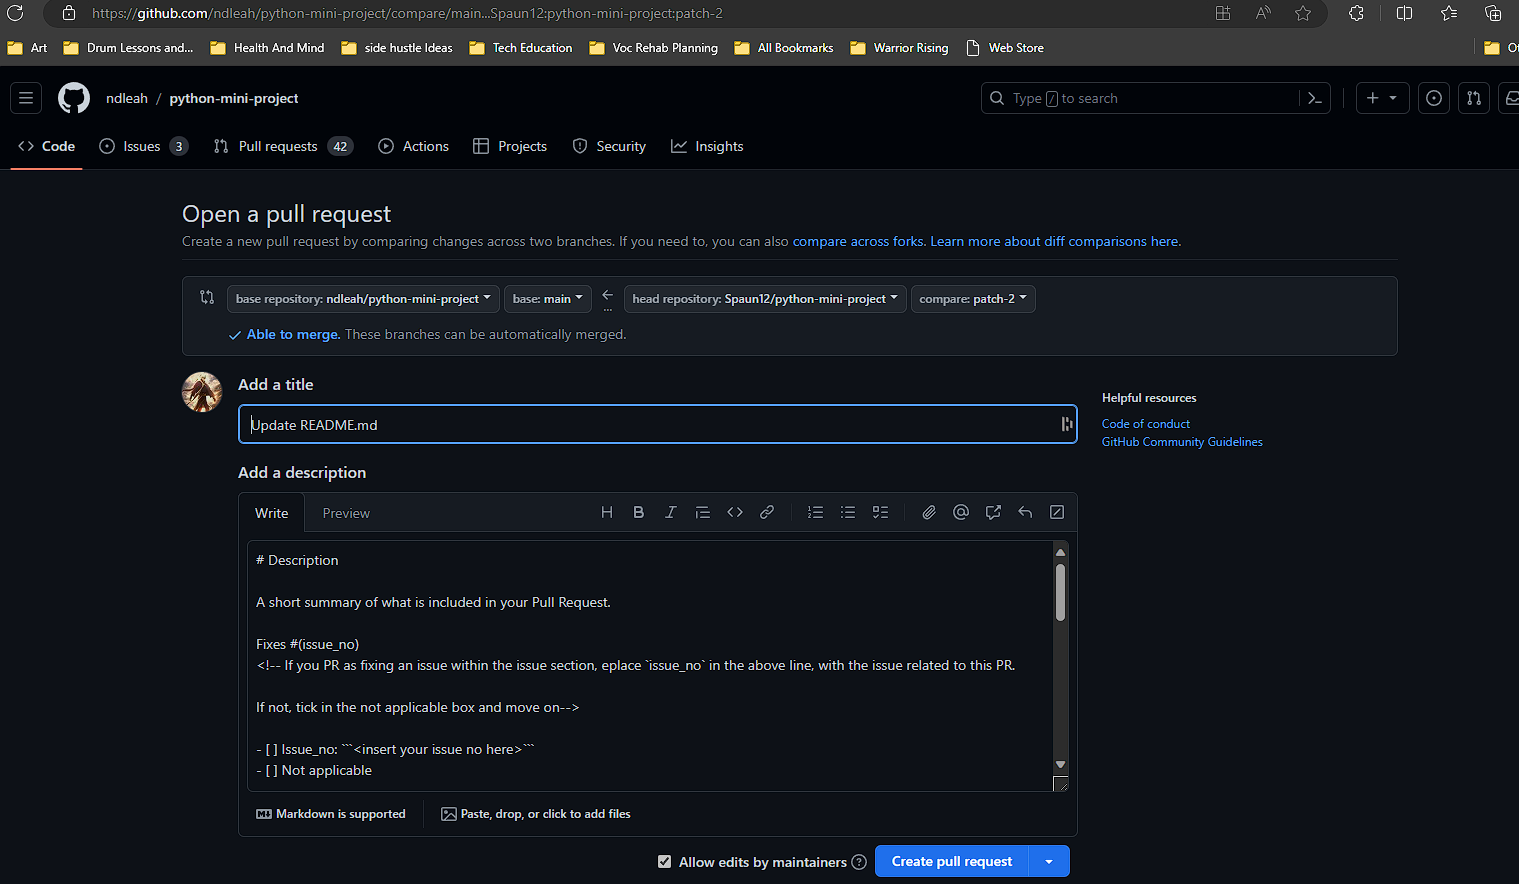 https://github.com/ndleah/python-mini-project/compare/main...Spaun12:python-mini-project:patch-2
Art Drum Lessons and... Health And Mind side hustle Ideas Tech Education Voc Rehab Planning All Bookmarks Warrior Rising Web Store
ndleah / python-mini-project Type / to search
Code Issues 3 Pull requests 42 Actions Projects Security Insights
Open a pull request
Create a new pull request by comparing changes across two branches. If you need to, you can also compare across forks. Learn more about diff comparisons here.
base repository: ndleah/python-mini-project base: main ← ... head repository: Spaun12/python-mini-project compare: patch-2
Able to merge. These branches can be automatically merged.
Add a title
Update README.md
Helpful resources
Code of conduct
GitHub Community Guidelines
Add a description
Write Preview
# Description
A short summary of what is included in your Pull Request.
Fixes #(issue_no)
<!-- If you PR as fixing an issue within the issue section, eplace `issue_no` in the above line, with the issue related to this PR.
If not, tick in the not applicable box and move on-->
- [ ] Issue_no: ```<insert your issue no here>```
- [ ] Not applicable
Markdown is supported Paste, drop, or click to add files
Allow edits by maintainers Create pull request